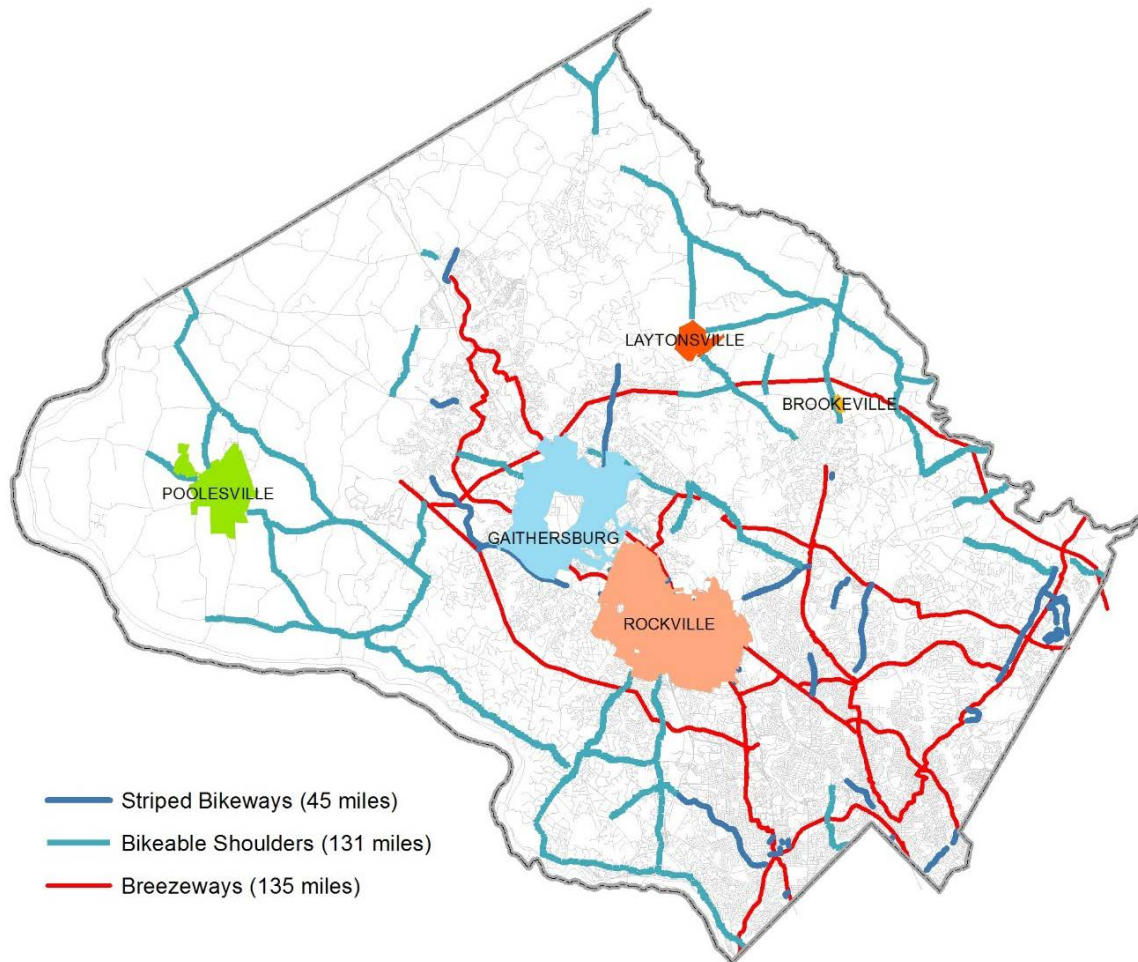 LAYTONSVILLE
BROOKEVILLE
POOLESVILLE
GAITHERSBURG
ROCKVILLE
Striped Bikeways (45 miles)
Bikeable Shoulders (131 miles)
Breezeways (135 miles)